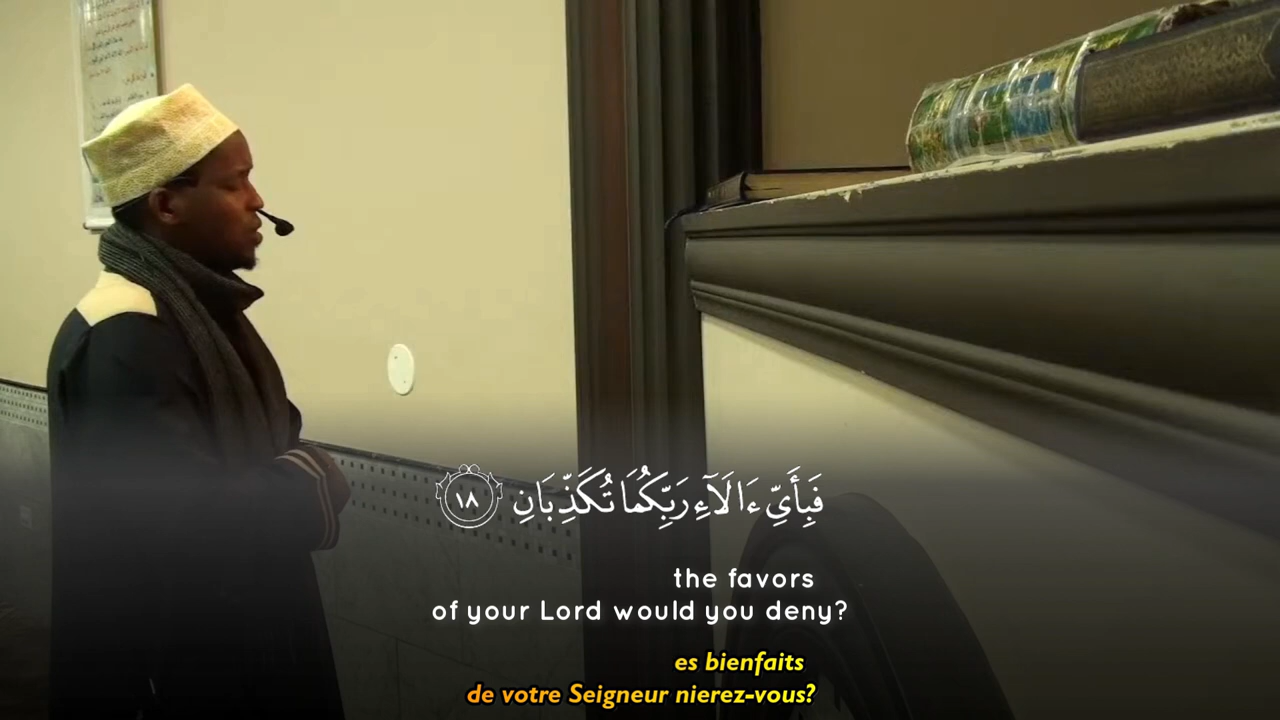 فَبِأَيِّ ءَالَآءِ رَبِّكُمَا تُكَذِّبَانِ ١٨
the favors
of your Lord would you deny?
es bienfaits
de votre Seigneur nierez-vous?